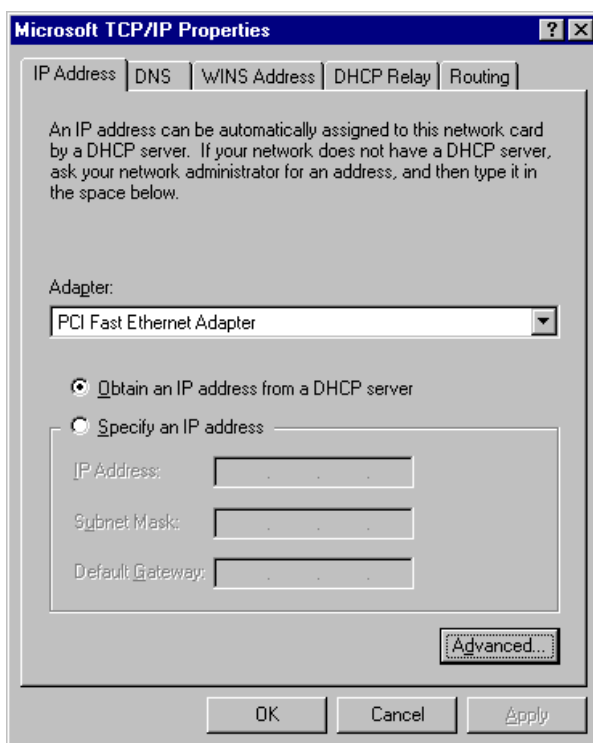 Microsoft TCP/IP Properties
IP Address DNS WINS Address DHCP Relay Routing
An IP address can be automatically assigned to this network card
by a DHCP server. If your network does not have a DHCP server,
ask your network administrator for an address, and then type it in
the space below.
Adapter:
PCI Fast Ethernet Adapter
Obtain an IP address from a DHCP server
Specify an IP address
IP Address:
Subnet Mask:
Default Gateway:
Advanced...
OK Cancel Apply